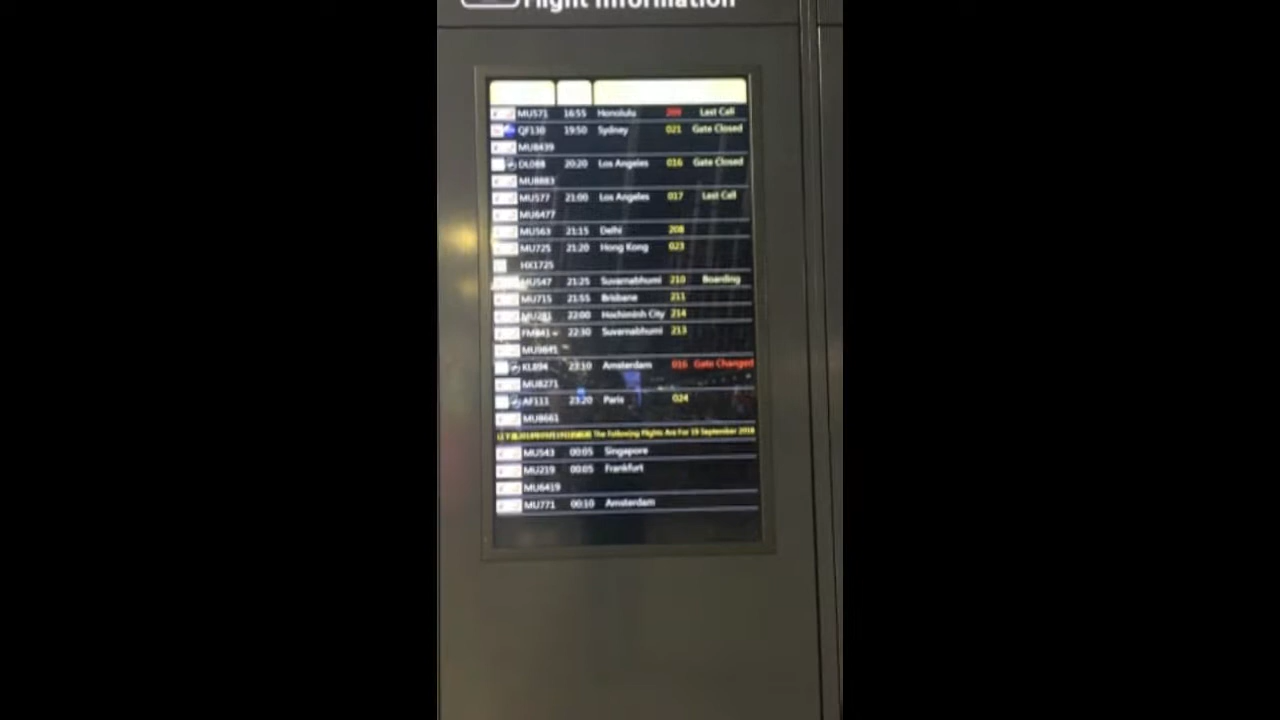 Flight Information
MU571 16:55 Honolulu 209 Last Call
QF130 19:50 Sydney 021 Gate Closed
MU8439
DL088 20:20 Los Angeles 016 Gate Closed
MU8883
MU577 21:00 Los Angeles 017 Last Call
MU6477
MU563 21:15 Delhi 208
MU725 21:20 Hong Kong 023
HX1725
MU547 21:25 Suvarnabhumi 210 Boarding
MU715 21:55 Brisbane 211
MU281 22:00 Hochiminh City 214
FM841 22:30 Suvarnabhumi 213
MU9841
KL894 23:10 Amsterdam 016 Gate Changed
MU8271
AF111 23:20 Paris 024
MU8661
The Following Flights Are For 19 September 2018
MU543 00:05 Singapore
MU219 00:05 Frankfurt
MU6419
MU771 00:10 Amsterdam